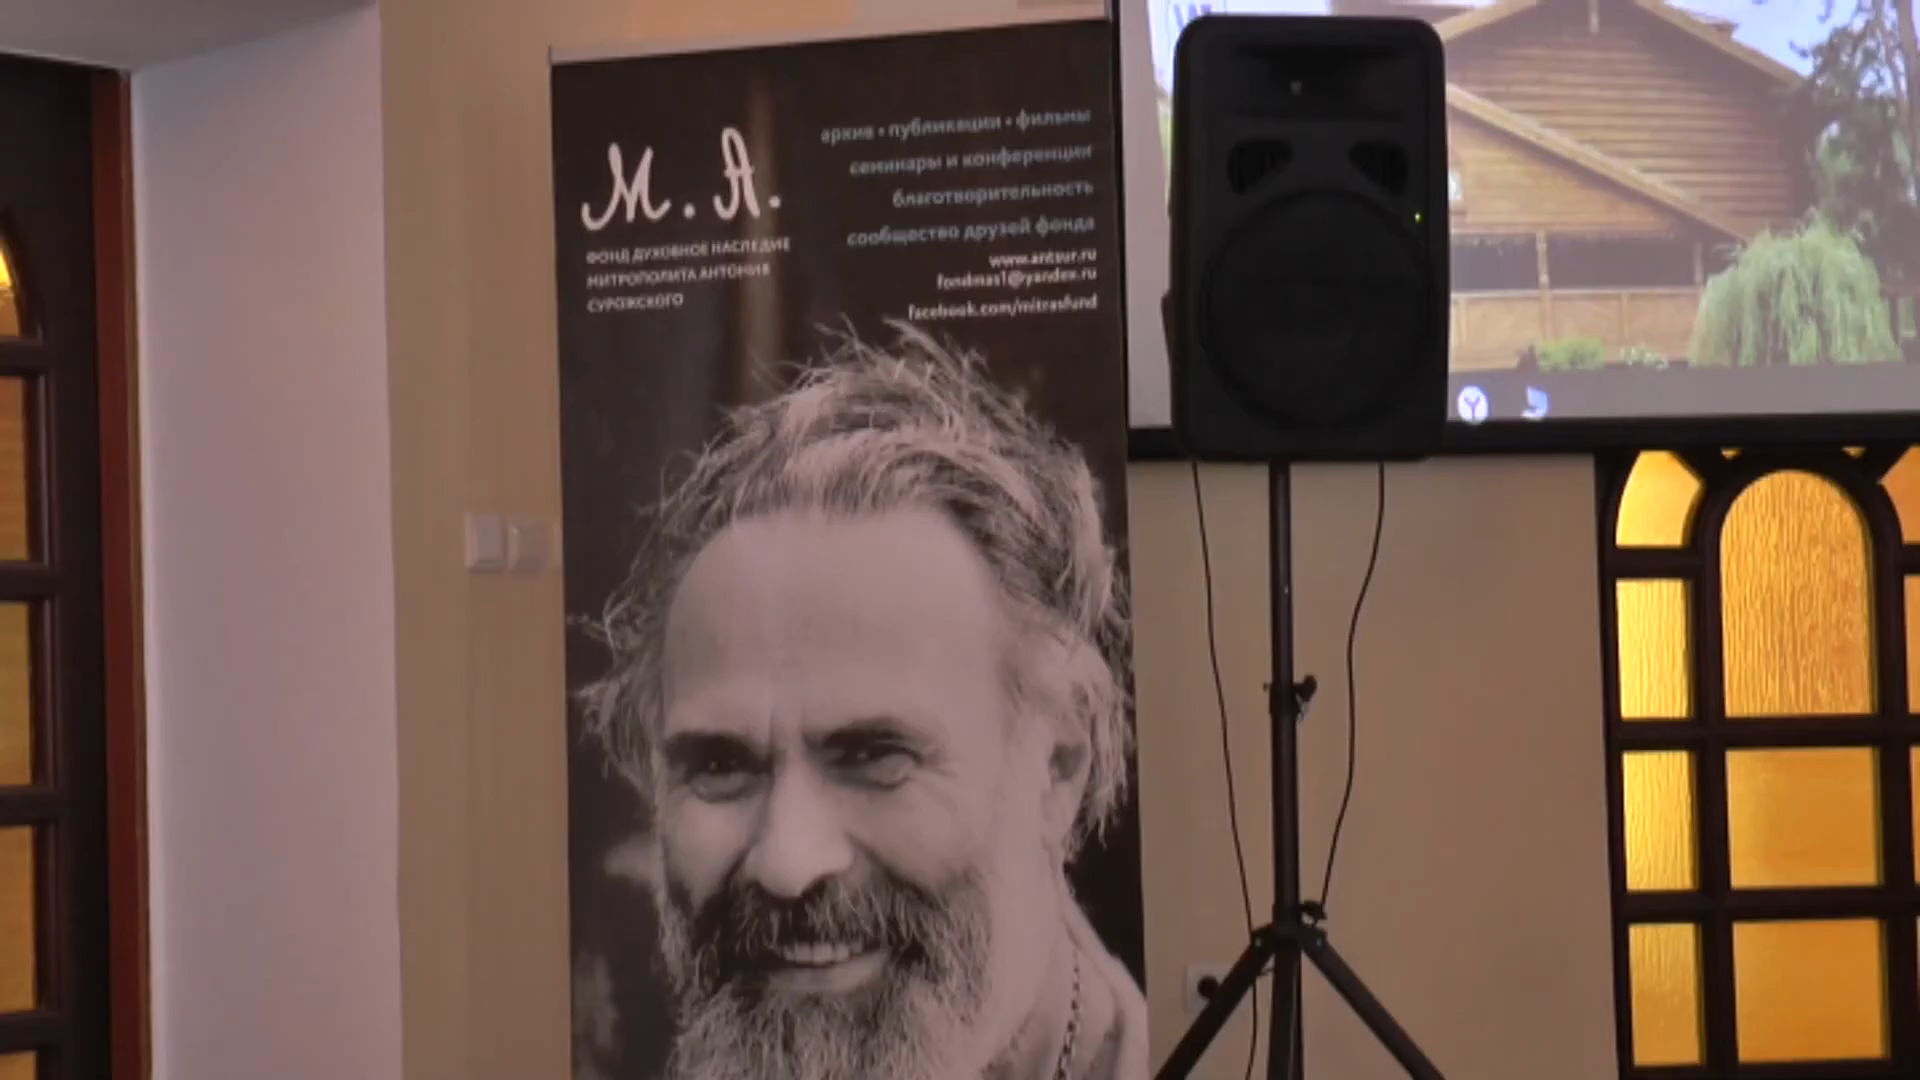 М. А.
ФОНД ДУХОВНОЕ НАСЛЕДИЕ
МИТРОПОЛИТА АНТОНИЯ
СУРОЖСКОГО
архив • публикации • фильмы
семинары и конференции
благотворительность
сообщество друзей фонда
www.antsur.ru
fondmas1@yandex.ru
facebook.com/mitrasfund